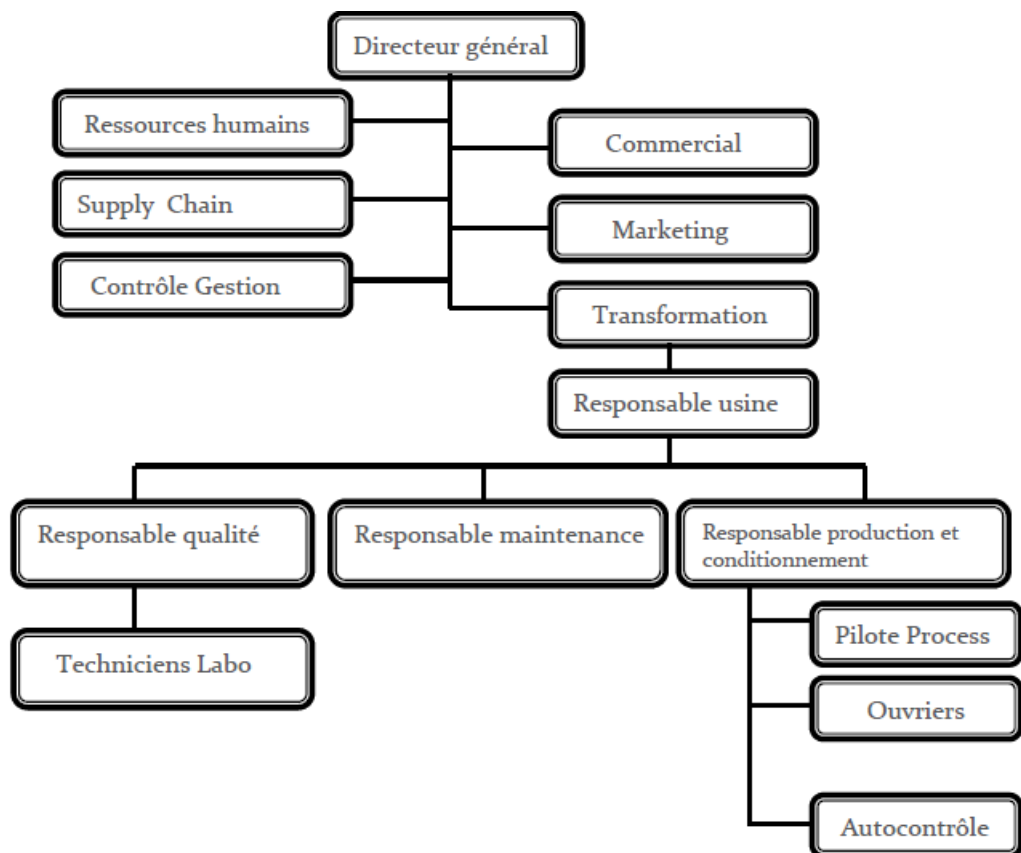 Directeur général
Ressources humains
Commercial
Supply Chain
Marketing
Contrôle Gestion
Transformation
Responsable usine
Responsable qualité
Responsable maintenance
Responsable production et
conditionnement
Techniciens Labo
Pilote Process
Ouvriers
Autocontrôle